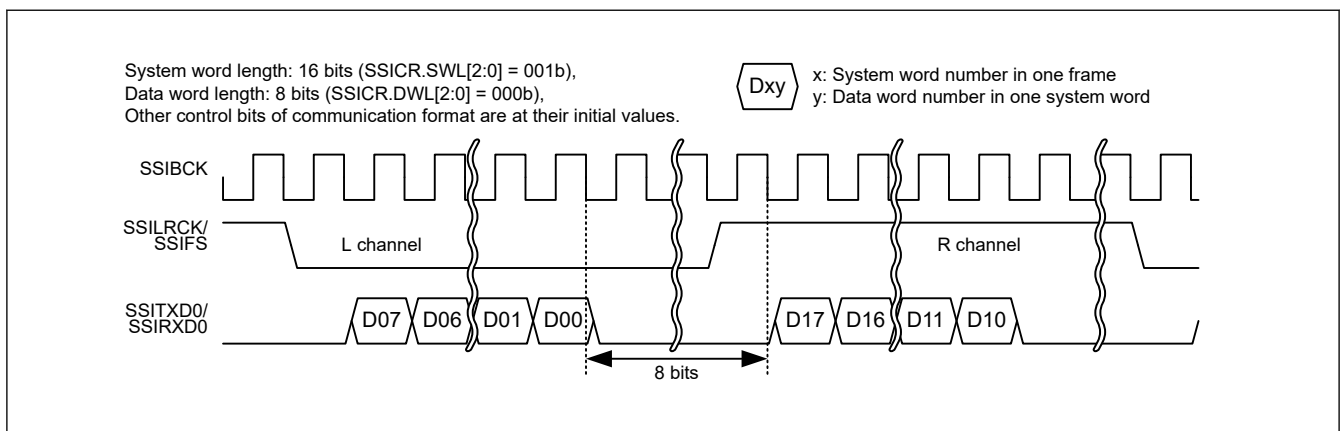 System word length: 16 bits (SSICR.SWL[2:0] = 001b),
Data word length: 8 bits (SSICR.DWL[2:0] = 000b),
Other control bits of communication format are at their initial values.
Dxy
x: System word number in one frame
y: Data word number in one system word
SSIBCK
SSILRCK/
SSIFS
L channel
R channel
SSITXD0/
SSIRXD0
D07 D06 D01 D00 D17 D16 D11 D10
8 bits